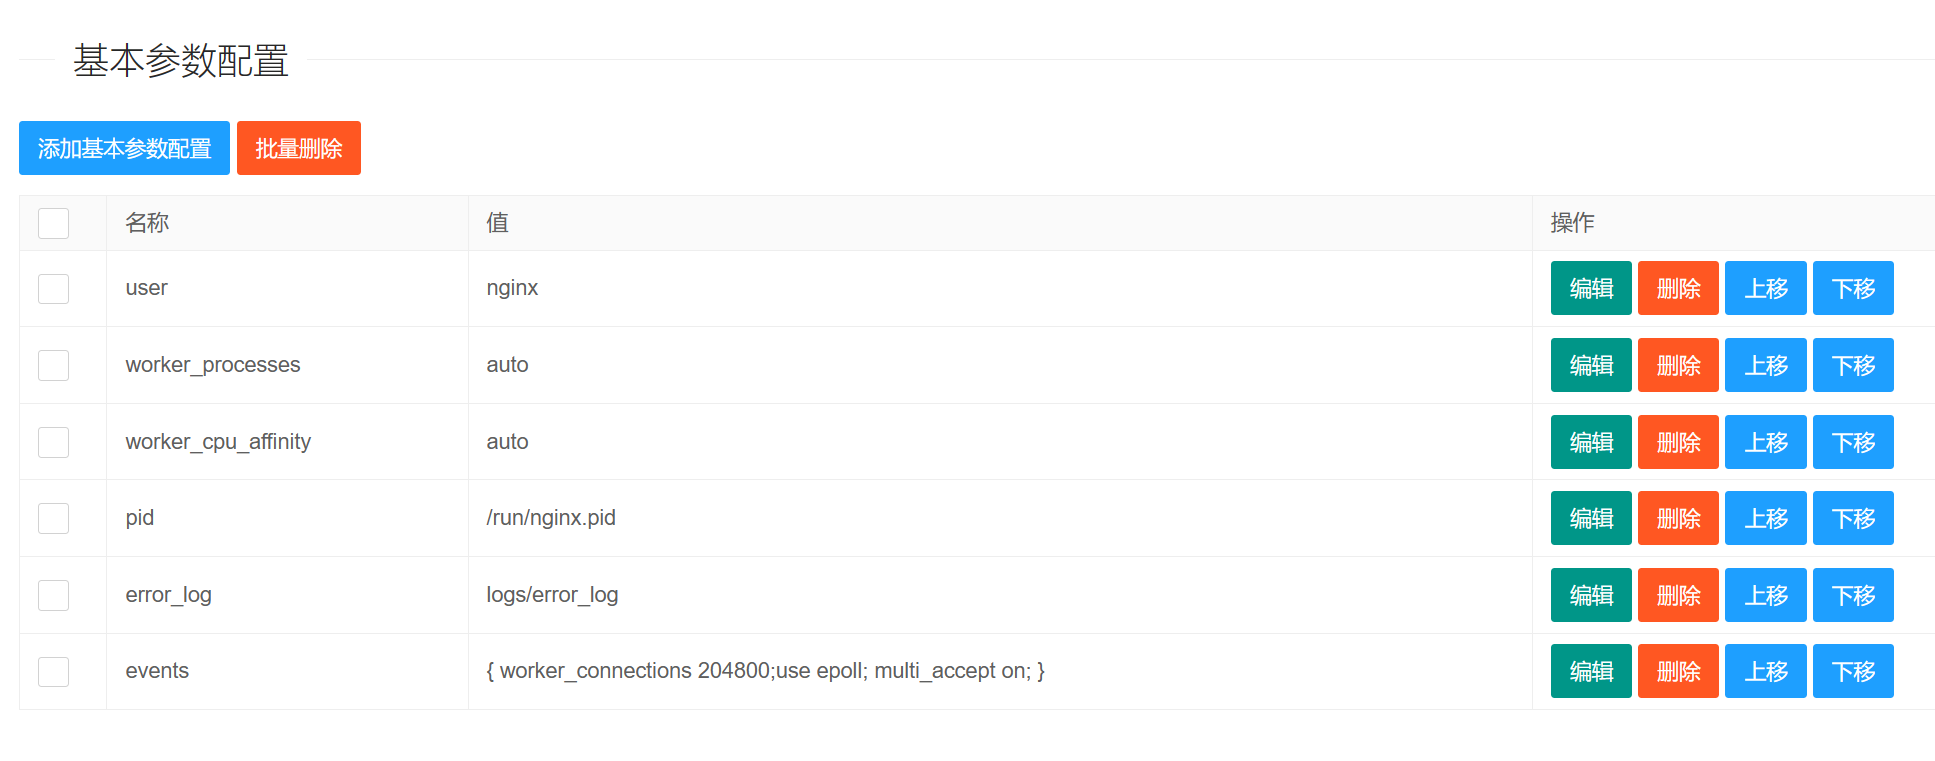 基本参数配置
添加基本参数配置 批量删除
名称 值 操作
user nginx 编辑 删除 上移 下移
worker_processes auto 编辑 删除 上移 下移
worker_cpu_affinity auto 编辑 删除 上移 下移
pid /run/nginx.pid 编辑 删除 上移 下移
error_log logs/error_log 编辑 删除 上移 下移
events { worker_connections 204800;use epoll; multi_accept on; } 编辑 删除 上移 下移